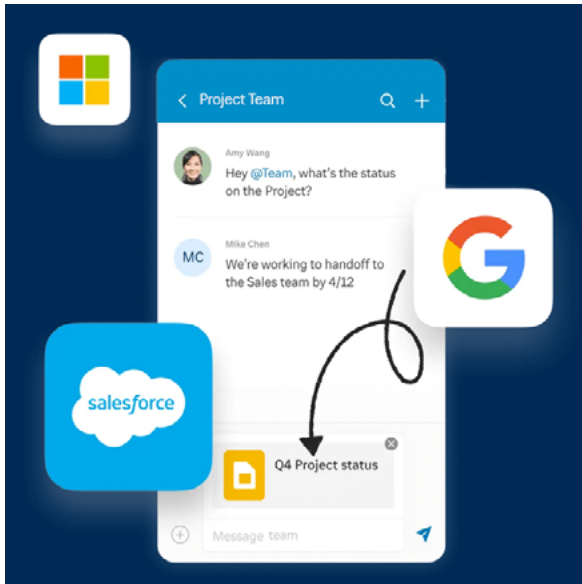 Project Team
Amy Wang
Hey @Team, what's the status
on the Project?
MC
Mike Chen
We're working to handoff to
the Sales team by 4/12
salesforce
Q4 Project status
Message team